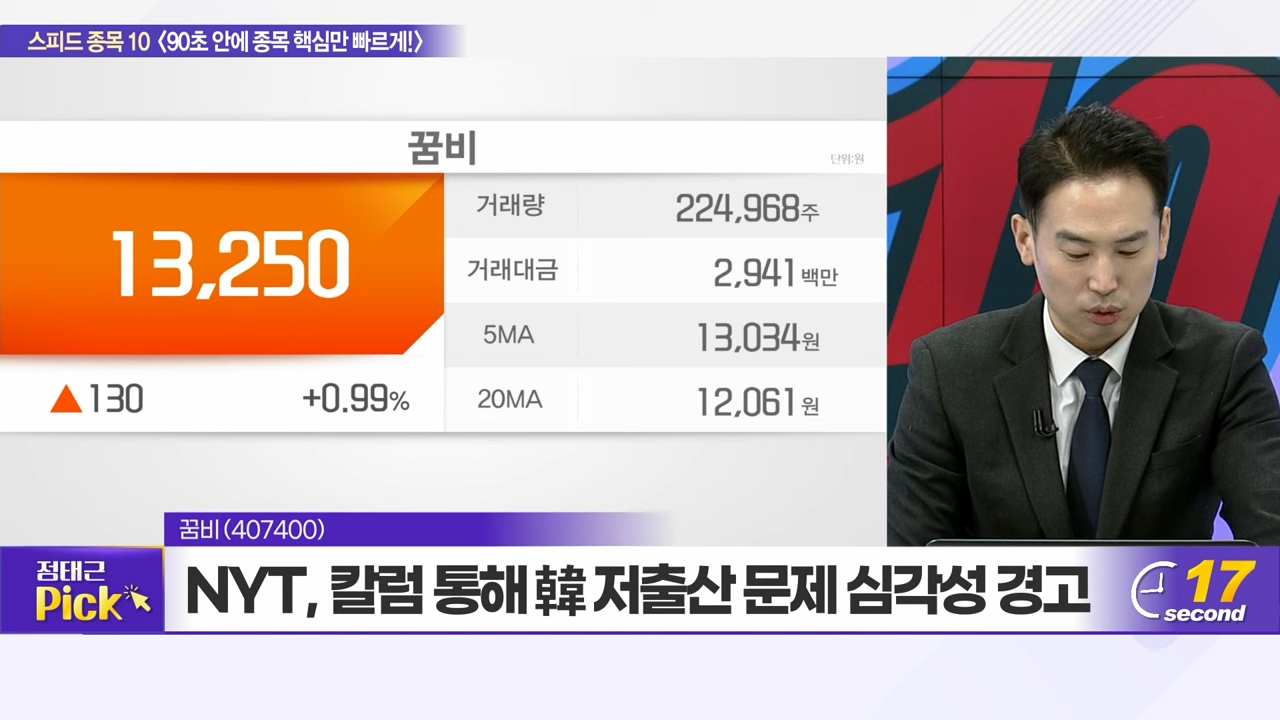 스피드 종목 10 <90초 안에 종목 핵심만 빠르게!>
꿈비
단위:원
13,250
▲130 +0.99%
거래량 224,968주
거래대금 2,941백만
5MA 13,034원
20MA 12,061원
10
꿈비(407400)
정태근
Pick
NYT, 칼럼 통해 韓 저출산 문제 심각성 경고
17
second